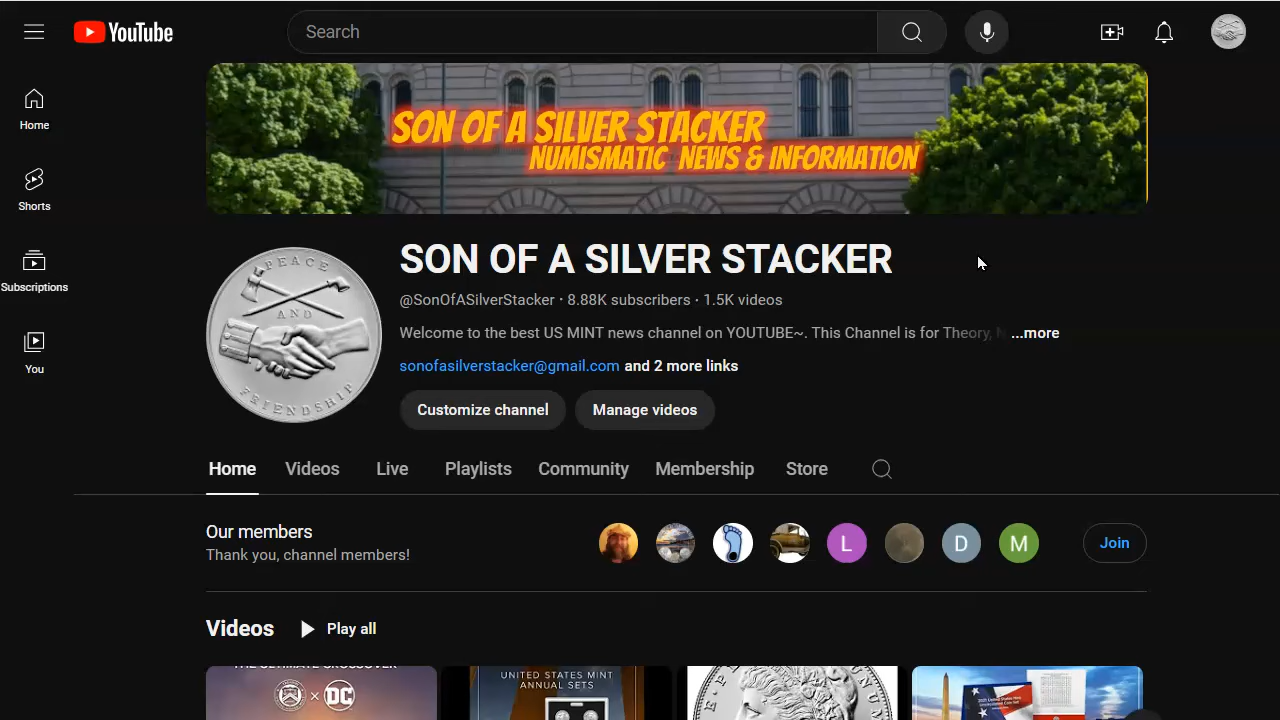 YouTube
Search
Home
Shorts
Subscriptions
You
SON OF A SILVER STACKER
NUMISMATIC NEWS & INFORMATION
PEACE
AND
FRIENDSHIP
SON OF A SILVER STACKER
@SonOfASilverStacker · 8.88K subscribers · 1.5K videos
Welcome to the best US MINT news channel on YOUTUBE~. This Channel is for Theory, ...more
sonofasilverstacker@gmail.com and 2 more links
Customize channel Manage videos
Home Videos Live Playlists Community Membership Store
Our members
Thank you, channel members!
L D M
Join
Videos Play all
THE ULTIMATE CROSSOVER
DC
UNITED STATES MINT
ANNUAL SETS